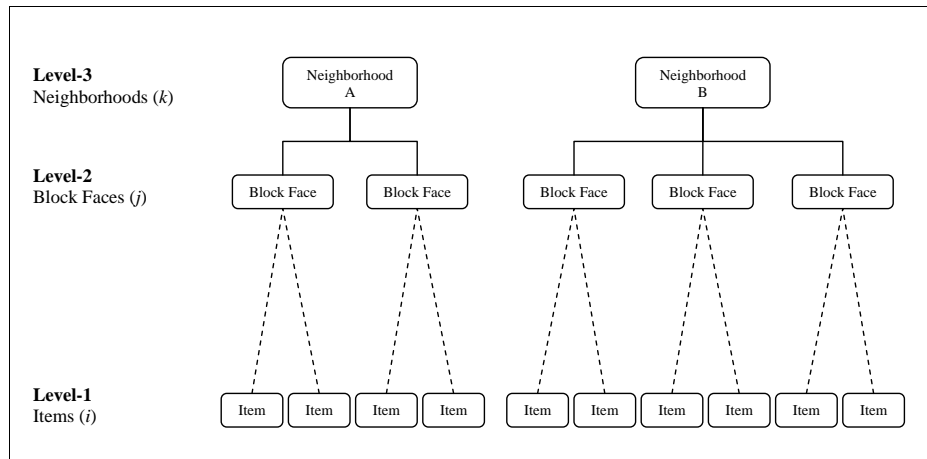 Level-3
Neighborhoods (k)
Neighborhood
A
Neighborhood
B
Level-2
Block Faces (j)
Block Face
Block Face
Block Face
Block Face
Block Face
Level-1
Items (i)
Item
Item
Item
Item
Item
Item
Item
Item
Item
Item